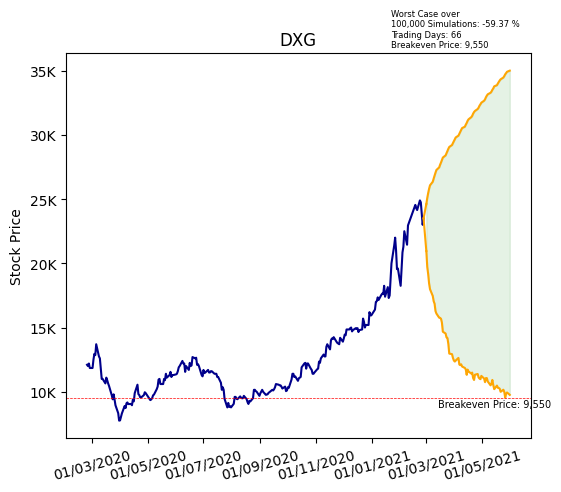 Worst Case over
100,000 Simulations: -59.37 %
Trading Days: 66
Breakeven Price: 9,550
DXG
35K
30K
25K
20K
15K
10K
Stock Price
Breakeven Price: 9,550
01/03/2020
01/05/2020
01/07/2020
01/09/2020
01/11/2020
01/01/2021
01/03/2021
01/05/2021